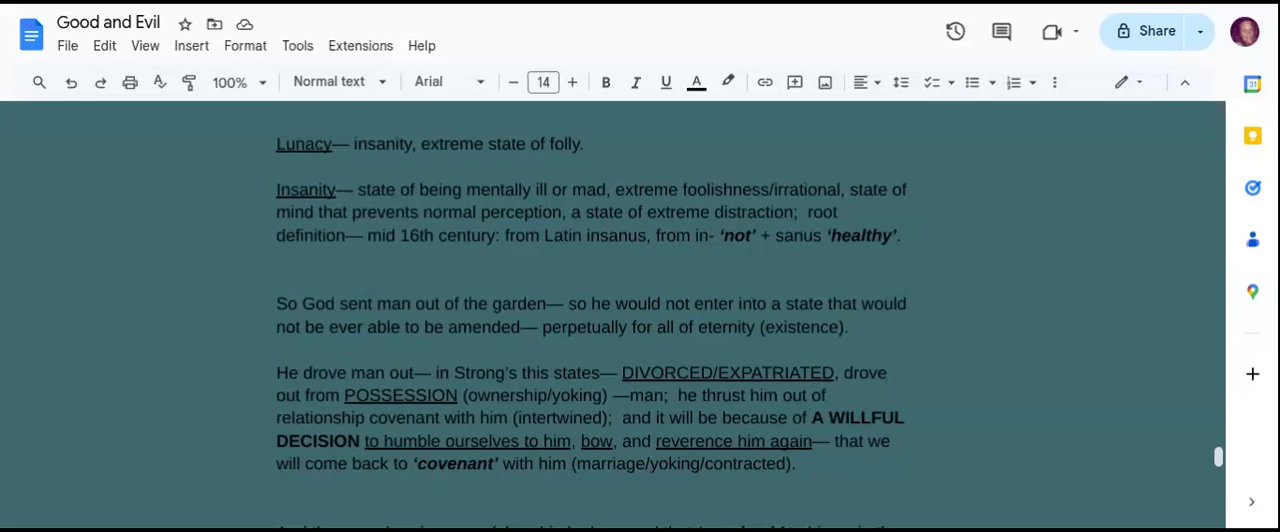 Good and Evil
File Edit View Insert Format Tools Extensions Help
Share
100% Normal text Arial 14 B I U A
31
Lunacy— insanity, extreme state of folly.
Insanity— state of being mentally ill or mad, extreme foolishness/irrational, state of
mind that prevents normal perception, a state of extreme distraction;  root
definition— mid 16th century: from Latin insanus, from in- ‘not’ + sanus ‘healthy’.
So God sent man out of the garden— so he would not enter into a state that would
not be ever able to be amended— perpetually for all of eternity (existence).
He drove man out— in Strong’s this states— DIVORCED/EXPATRIATED, drove
out from POSSESSION (ownership/yoking) —man;  he thrust him out of
relationship covenant with him (intertwined);  and it will be because of A WILLFUL
DECISION to humble ourselves to him, bow, and reverence him again— that we
will come back to ‘covenant’ with him (marriage/yoking/contracted).